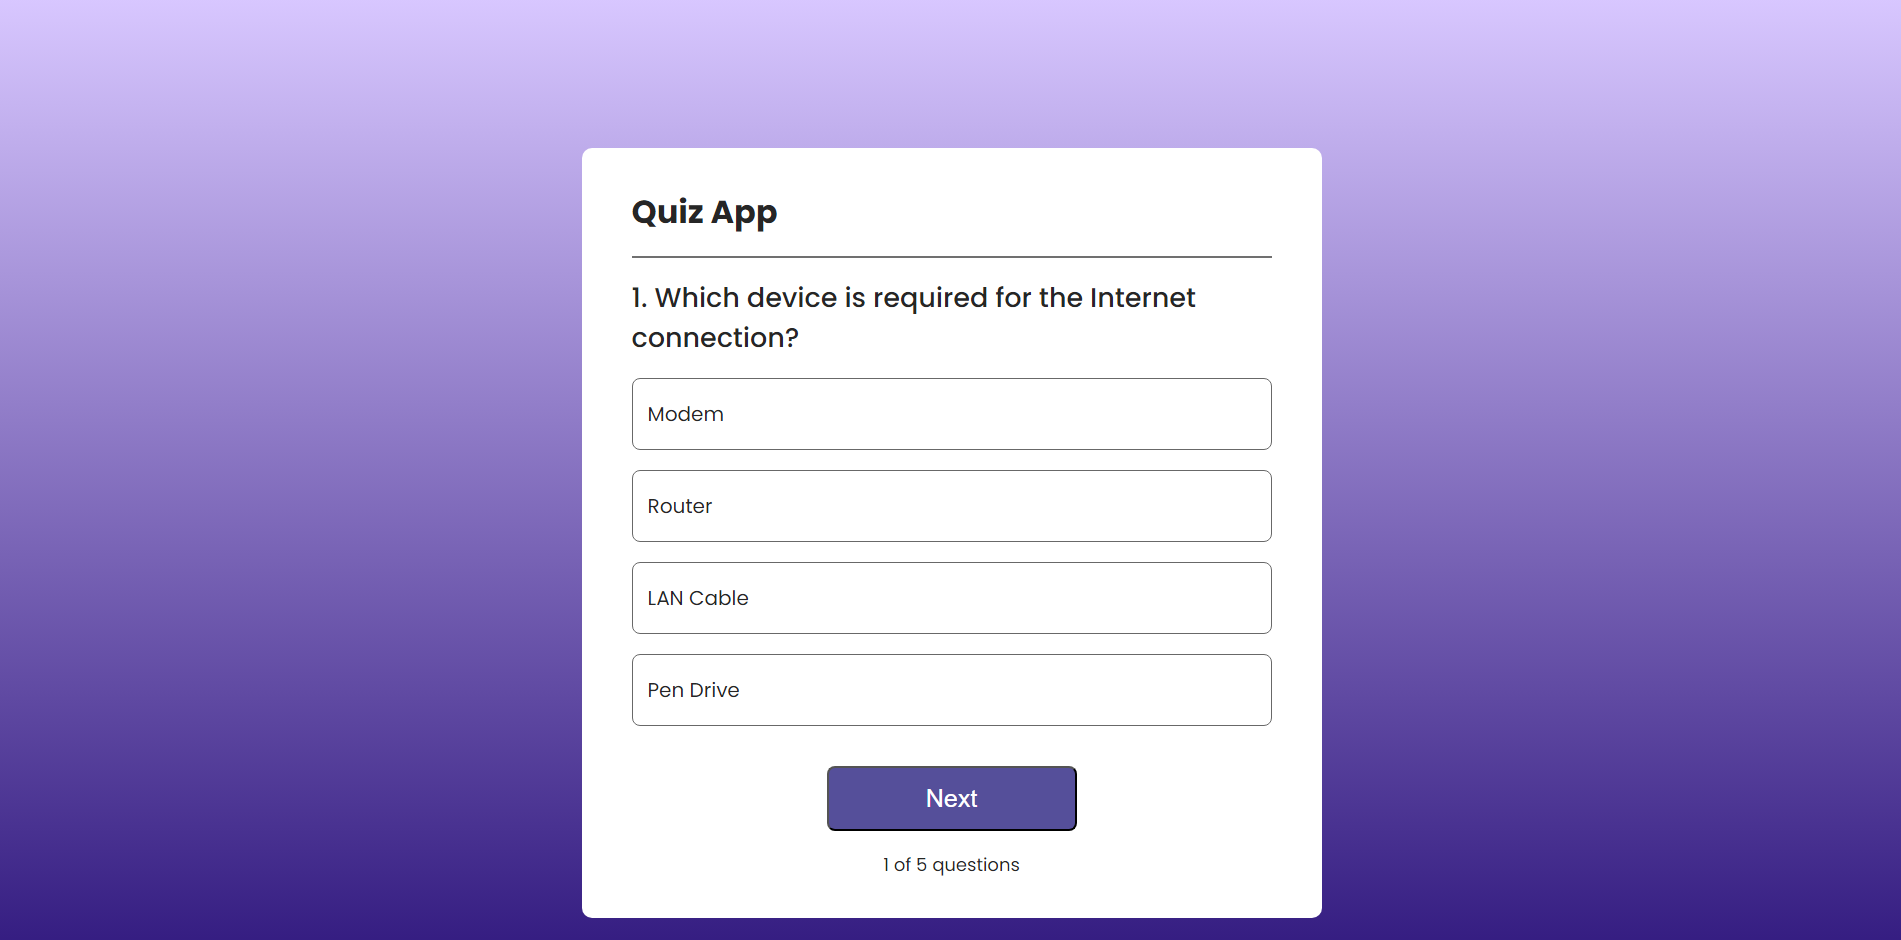 Quiz App
1. Which device is required for the Internet
connection?
Modem
Router
LAN Cable
Pen Drive
Next
1 of 5 questions